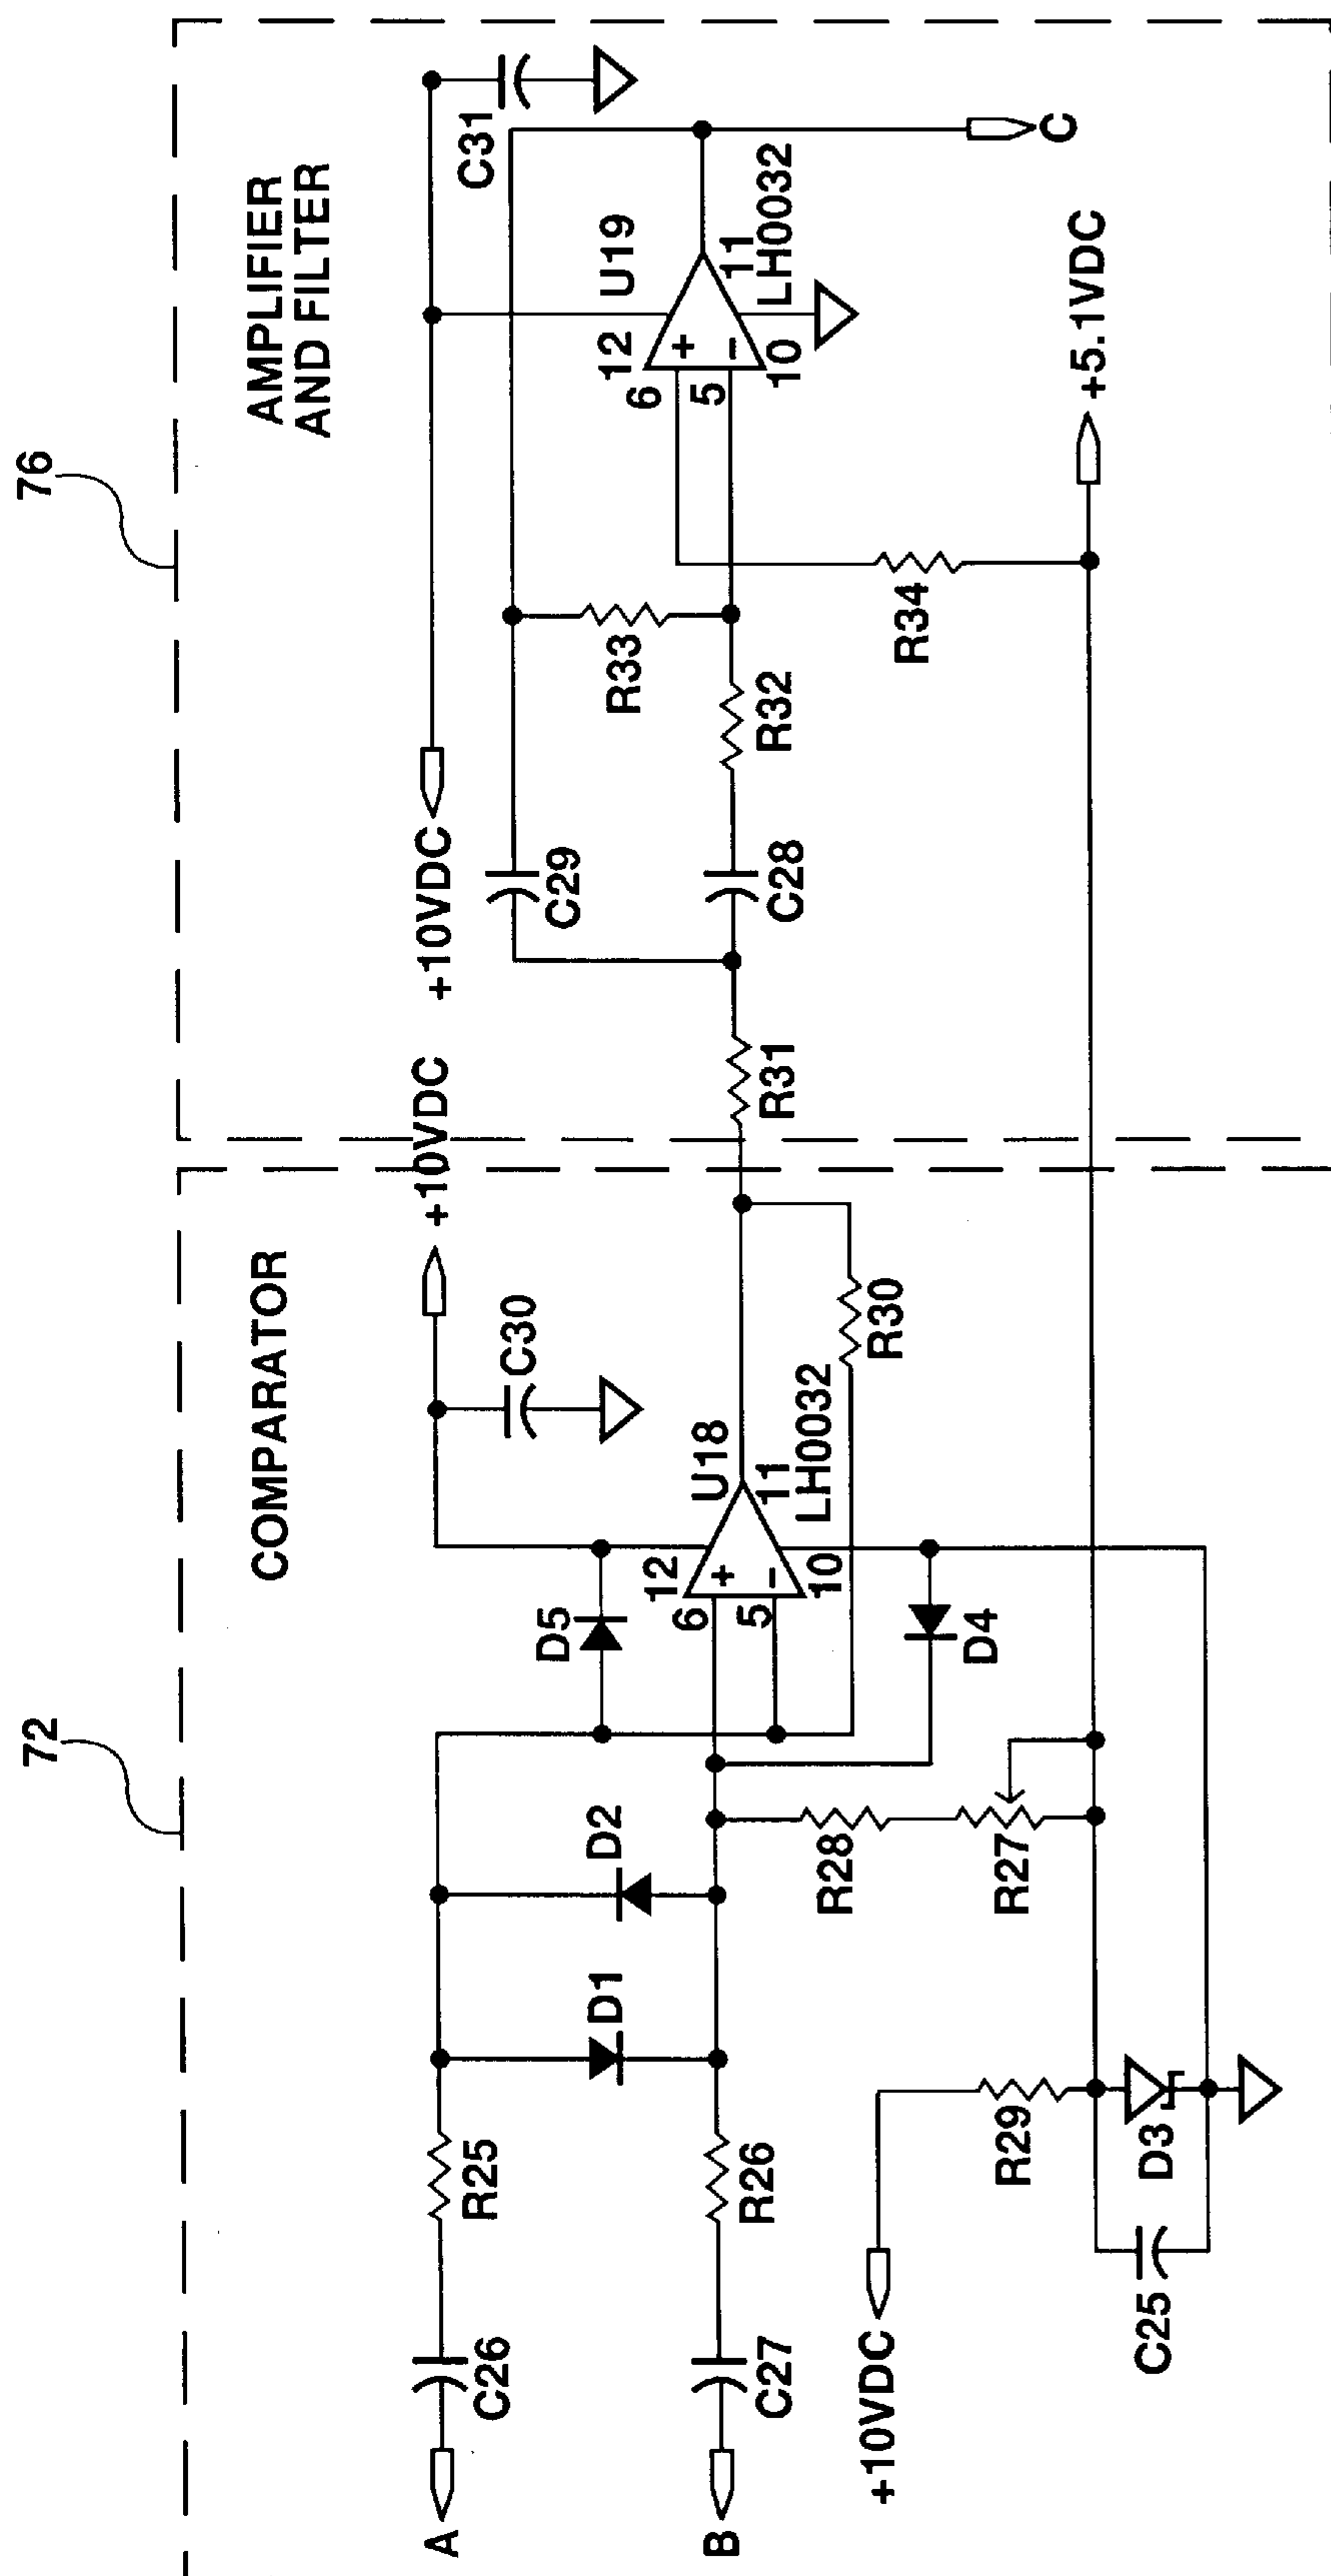 76
AMPLIFIER
AND FILTER
C31
+10VDC
U19
12
6
+
5
−
10
11
LH0032
C
R33
R32
C29
C28
R34
+5.1VDC
R31
72
COMPARATOR
+10VDC
C30
U18
12
6
+
5
−
10
11
LH0032
R30
D5
D4
D2
D1
R28
R27
R25
R26
R29
D3
C26
C27
C25
A
B
+10VDC